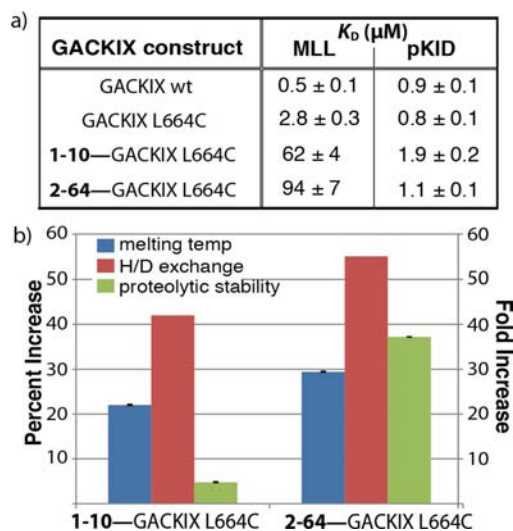 a)
GACKIX construct K_D (μM)
MLL pKID
GACKIX wt 0.5 ± 0.1 0.9 ± 0.1
GACKIX L664C 2.8 ± 0.3 0.8 ± 0.1
1-10—GACKIX L664C 62 ± 4 1.9 ± 0.2
2-64—GACKIX L664C 94 ± 7 1.1 ± 0.1
b)
60 60
50 50
40 40
30 30
20 20
10 10
melting temp
H/D exchange
proteolytic stability
Percent Increase
Fold Increase
1-10—GACKIX L664C 2-64—GACKIX L664C